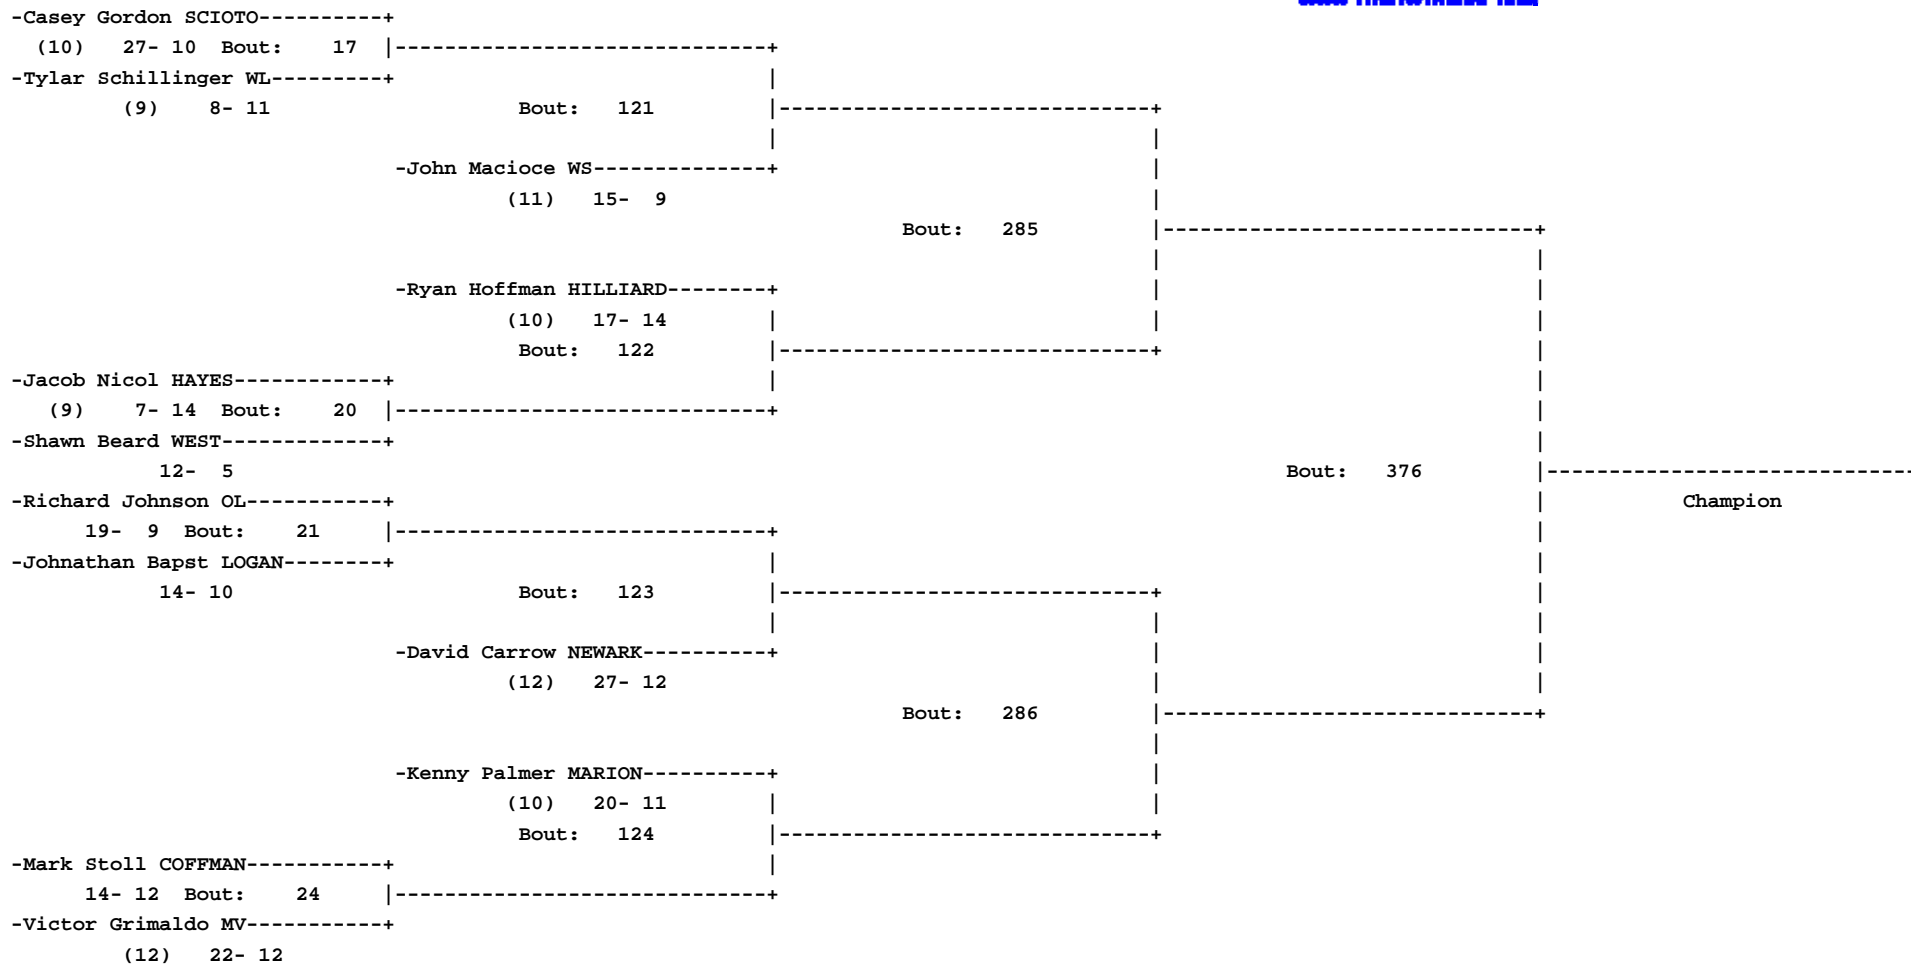 -Casey Gordon SCIOTO----------+
(10) 27- 10 Bout: 17 |------------------------------+
-Tylar Schillinger WL---------+ |
(9) 8- 11 Bout: 121 |------------------------------+
| |
-John Macioce WS--------------+ |
(11) 15- 9 |
Bout: 285 |------------------------------+
| |
-Ryan Hoffman HILLIARD--------+ | |
(10) 17- 14 | | |
Bout: 122 |------------------------------+ |
-Jacob Nicol HAYES------------+ | |
(9) 7- 14 Bout: 20 |------------------------------+ |
-Shawn Beard WEST-------------+ |
12- 5 Bout: 376 |------------------------------
-Richard Johnson OL-----------+ | Champion
19- 9 Bout: 21 |------------------------------+ |
-Johnathan Bapst LOGAN--------+ | |
14- 10 Bout: 123 |------------------------------+ |
| | |
-David Carrow NEWARK----------+ | |
(12) 27- 12 | |
Bout: 286 |------------------------------+
|
-Kenny Palmer MARION----------+ |
(10) 20- 11 | |
Bout: 124 |------------------------------+
-Mark Stoll COFFMAN-----------+ |
14- 12 Bout: 24 |------------------------------+
-Victor Grimaldo MV-----------+
(12) 22- 12